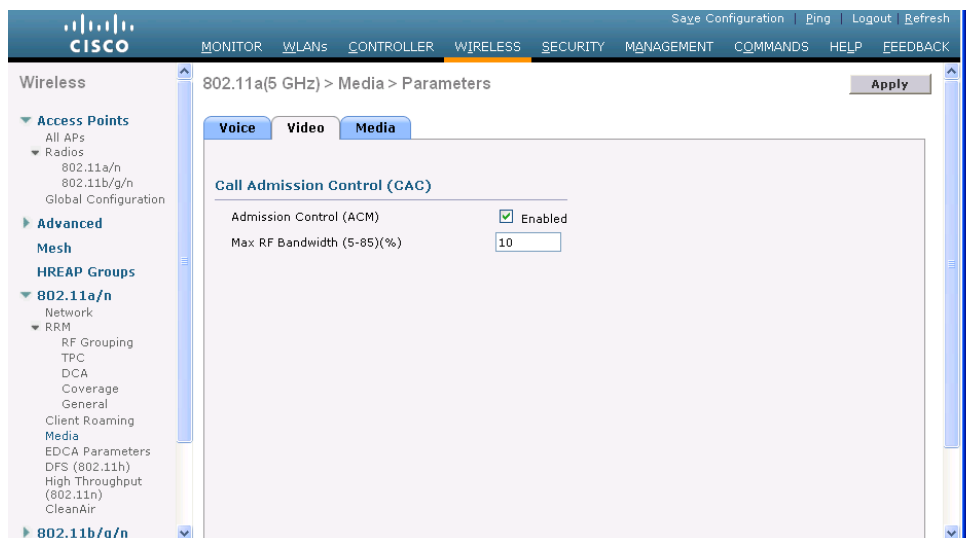 Save Configuration | Ping | Logout | Refresh
CISCO
MONITOR WLANs CONTROLLER WIRELESS SECURITY MANAGEMENT COMMANDS HELP FEEDBACK
Wireless
Access Points
All APs
Radios
802.11a/n
802.11b/g/n
Global Configuration
Advanced
Mesh
HREAP Groups
802.11a/n
Network
RRM
RF Grouping
TPC
DCA
Coverage
General
Client Roaming
Media
EDCA Parameters
DFS (802.11h)
High Throughput
(802.11n)
CleanAir
802.11b/g/n
802.11a(5 GHz) > Media > Parameters
Apply
Voice Video Media
Call Admission Control (CAC)
Admission Control (ACM) Enabled
Max RF Bandwidth (5-85)(%) 10